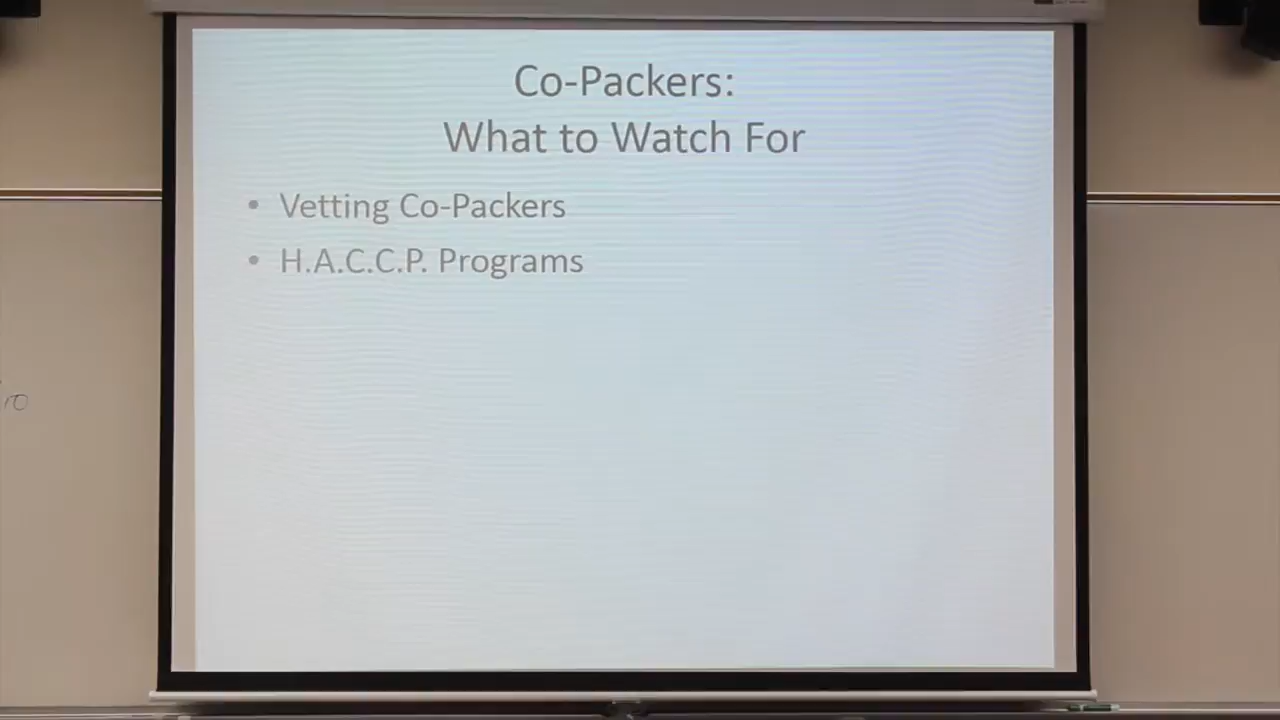 Co-Packers:
What to Watch For
• Vetting Co-Packers
• H.A.C.C.P. Programs